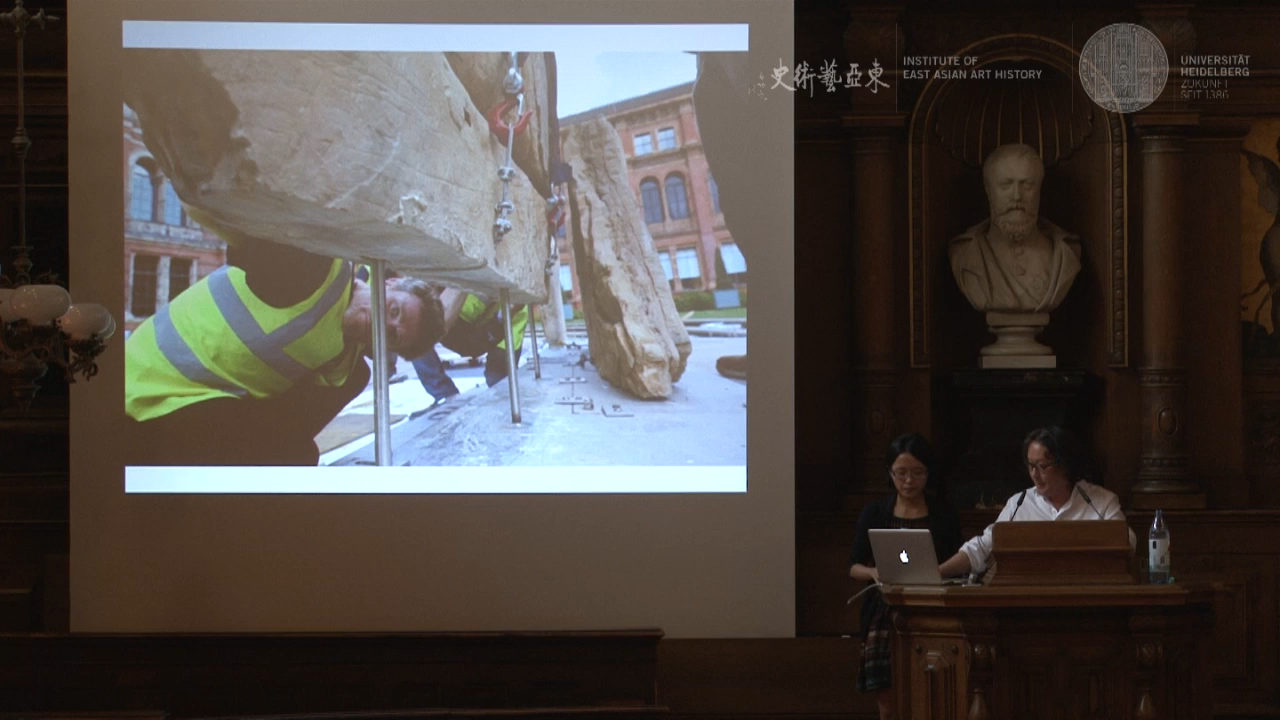 史術藝亞東
INSTITUTE OF
EAST ASIAN ART HISTORY
UNIVERSITÄT
HEIDELBERG
ZUKUNFT
SEIT 1386